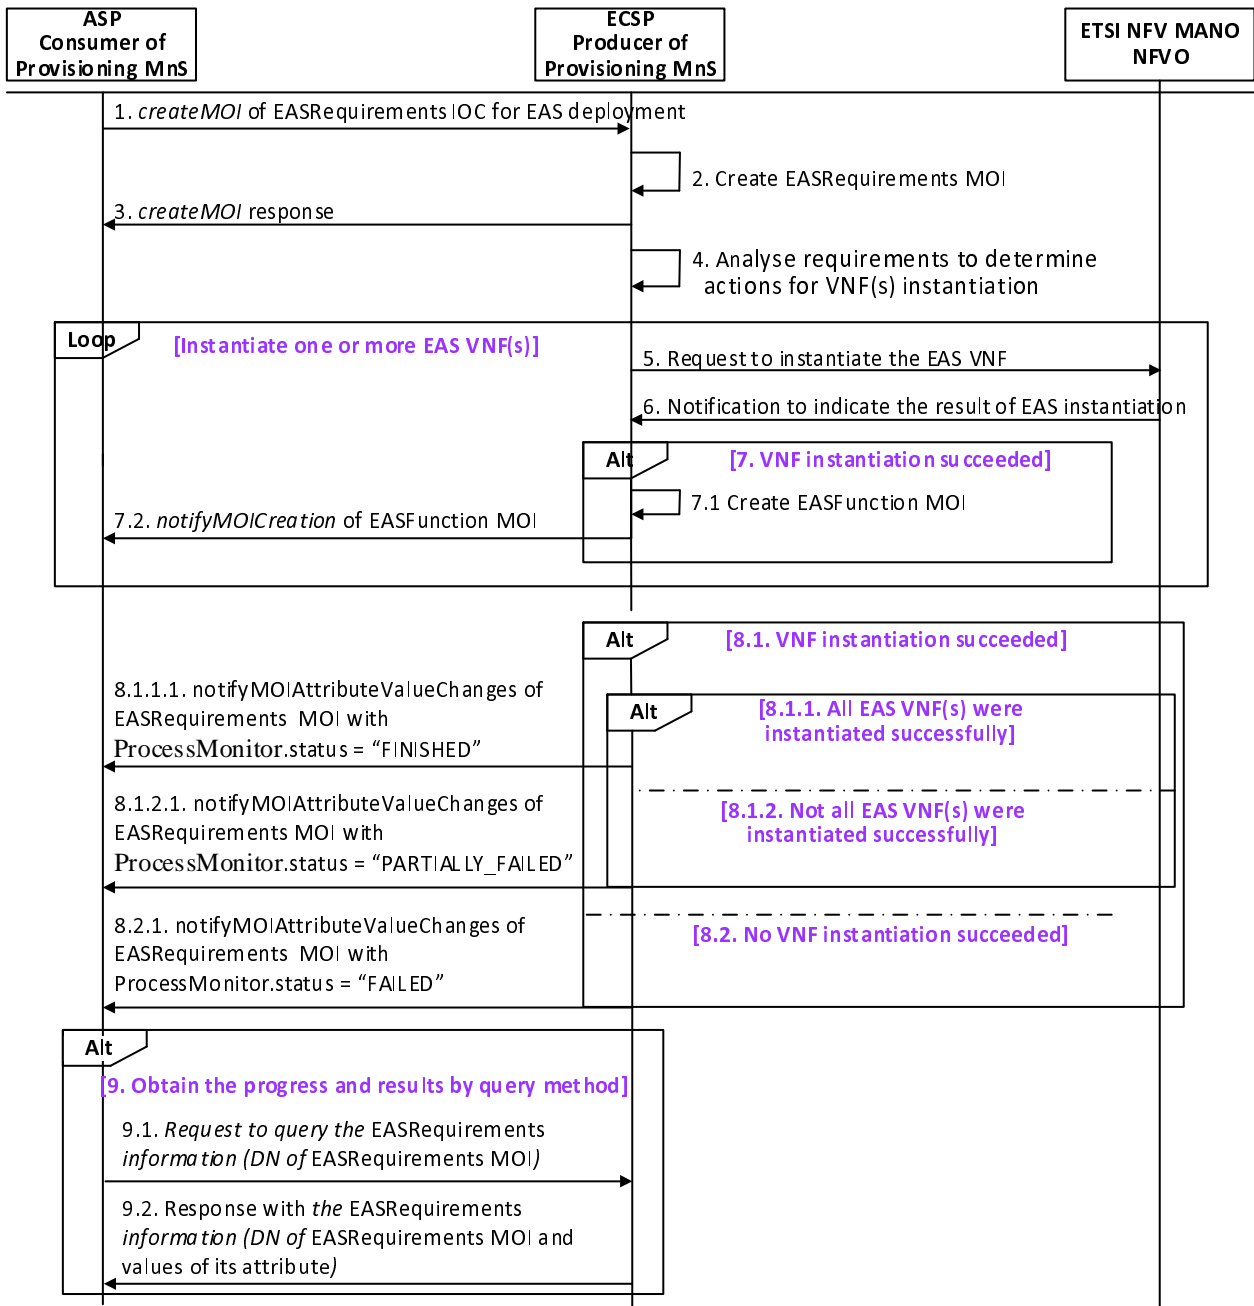 ASP
Consumer of
Provisioning MnS
ECSP
Producer of
Provisioning MnS
ETSI NFV MANO
NFVO
1. createMOI of EASRequirements IOC for EAS deployment
2. Create EASRequirements MOI
3. createMOI response
4. Analyse requirements to determine
actions for VNF(s) instantiation
Loop
[Instantiate one or more EAS VNF(s)]
5. Request to instantiate the EAS VNF
6. Notification to indicate the result of EAS instantiation
Alt
[7. VNF instantiation succeeded]
7.1 Create EASFunction MOI
7.2. notifyMOICreation of EASFunction MOI
Alt
[8.1. VNF instantiation succeeded]
8.1.1.1. notifyMOIAttributeValueChanges of
EASRequirements MOI with
ProcessMonitor.status = “FINISHED”
Alt
[8.1.1. All EAS VNF(s) were
instantiated successfully]
8.1.2.1. notifyMOIAttributeValueChanges of
EASRequirements MOI with
ProcessMonitor.status = “PARTIALLY_FAILED”
[8.1.2. Not all EAS VNF(s) were
instantiated successfully]
8.2.1. notifyMOIAttributeValueChanges of
EASRequirements MOI with
ProcessMonitor.status = “FAILED”
[8.2. No VNF instantiation succeeded]
Alt
[9. Obtain the progress and results by query method]
9.1. Request to query the EASRequirements
information (DN of EASRequirements MOI)
9.2. Response with the EASRequirements
information (DN of EASRequirements MOI and
values of its attribute)